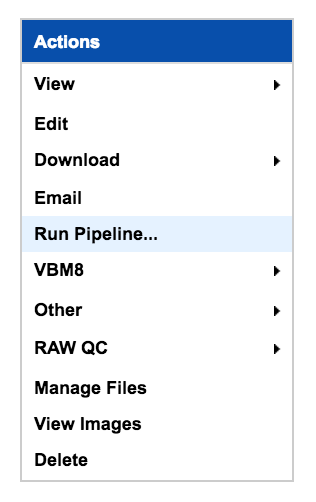 Actions
View
Edit
Download
Email
Run Pipeline...
VBM8
Other
RAW QC
Manage Files
View Images
Delete